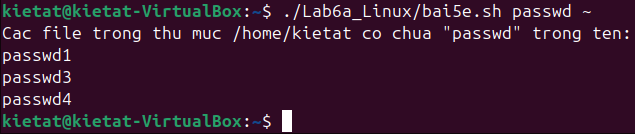 kietat@kietat-VirtualBox:~$ ./Lab6a_Linux/bai5e.sh passwd ~
Cac file trong thu muc /home/kietat co chua "passwd" trong ten:
passwd1
passwd3
passwd4
kietat@kietat-VirtualBox:~$